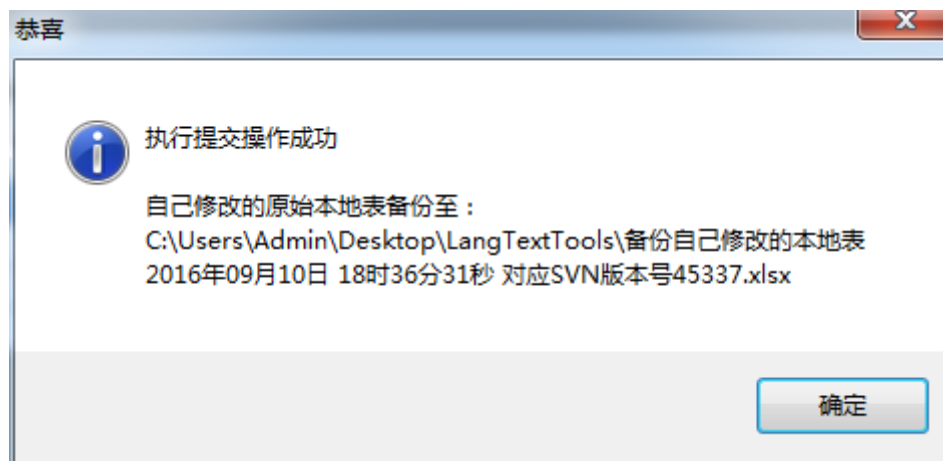 恭喜
执行提交操作成功
自己修改的原始本地表备份至：
C:\Users\Admin\Desktop\LangTextTools\备份自己修改的本地表
2016年09月10日 18时36分31秒 对应SVN版本号45337.xlsx
确定